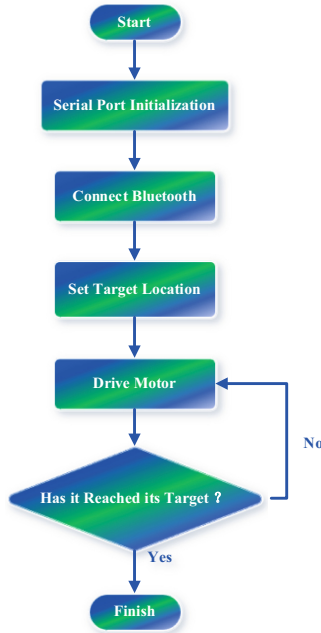 Start
Serial Port Initialization
Connect Bluetooth
Set Target Location
Drive Motor
No
Has it Reached its Target ?
Yes
Finish